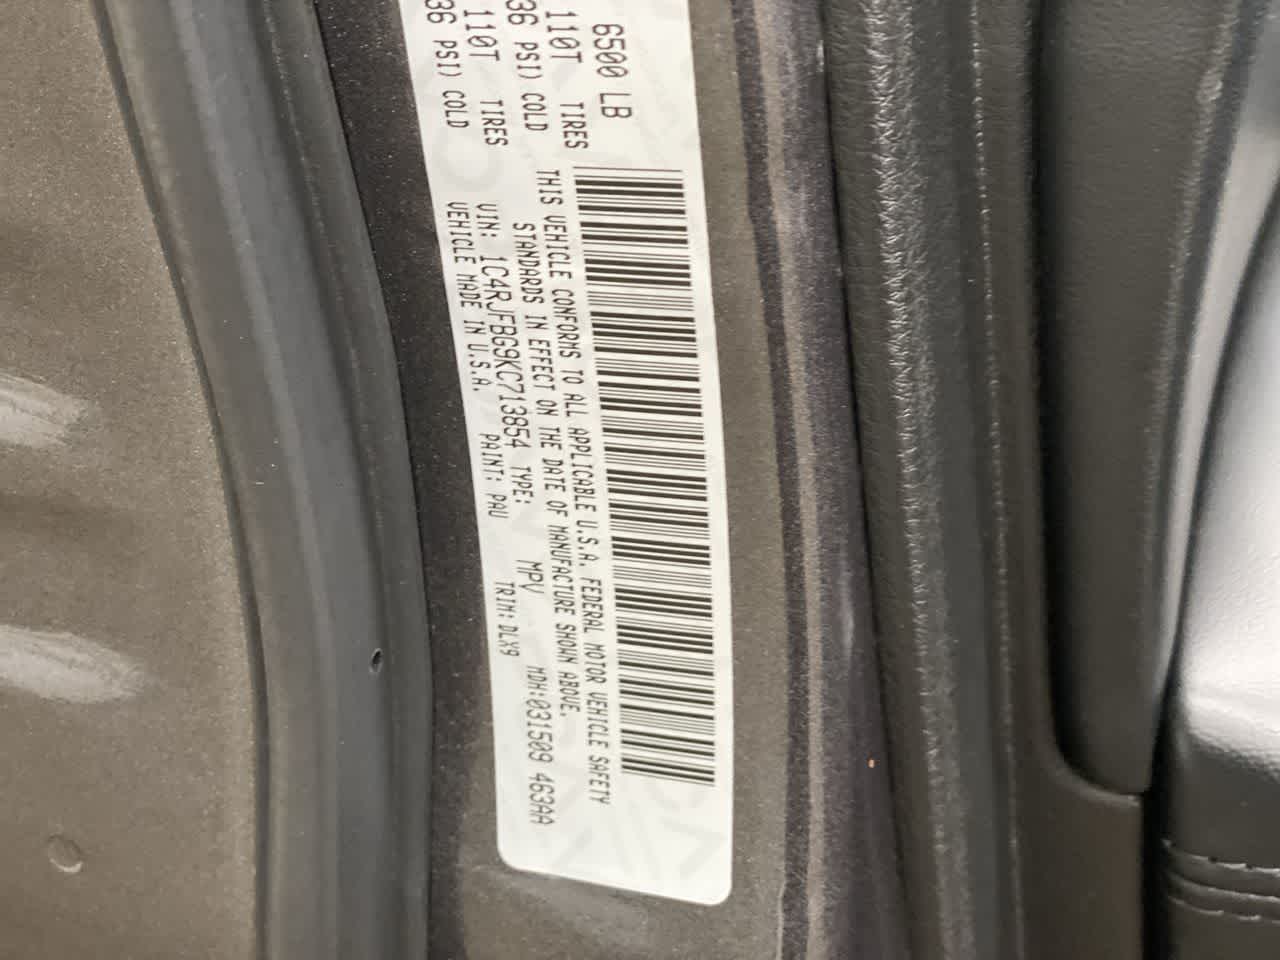 6500 LB
110T TIRES
36 PSI) COLD
110T TIRES
36 PSI) COLD
THIS VEHICLE CONFORMS TO ALL APPLICABLE U.S.A. FEDERAL MOTOR VEHICLE SAFETY
STANDARDS IN EFFECT ON THE DATE OF MANUFACTURE SHOWN ABOVE.
VIN: 1C4RJFBG9KC713854 TYPE: MPV MDH:031509 463AA
VEHICLE MADE IN U.S.A. PAINT: PAU TRIM: DLX9